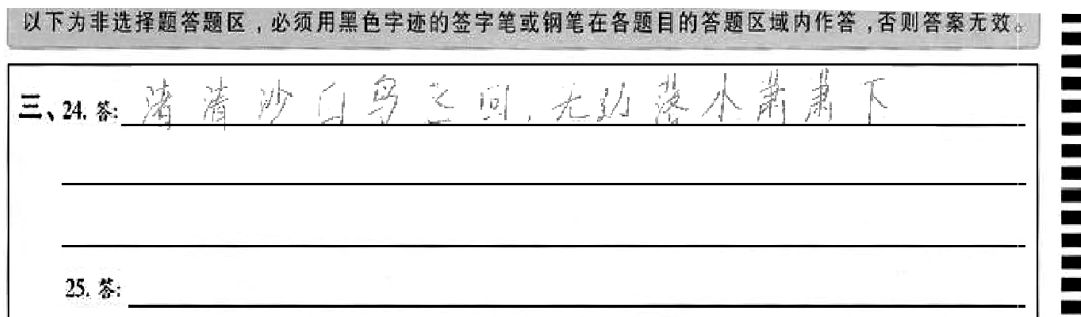 以下为非选择题答题区，必须用黑色字迹的签字笔或钢笔在各题目的答题区域内作答，否则答案无效。
三、24. 答: 渚清沙白鸟飞回，无边落木萧萧下
25. 答: